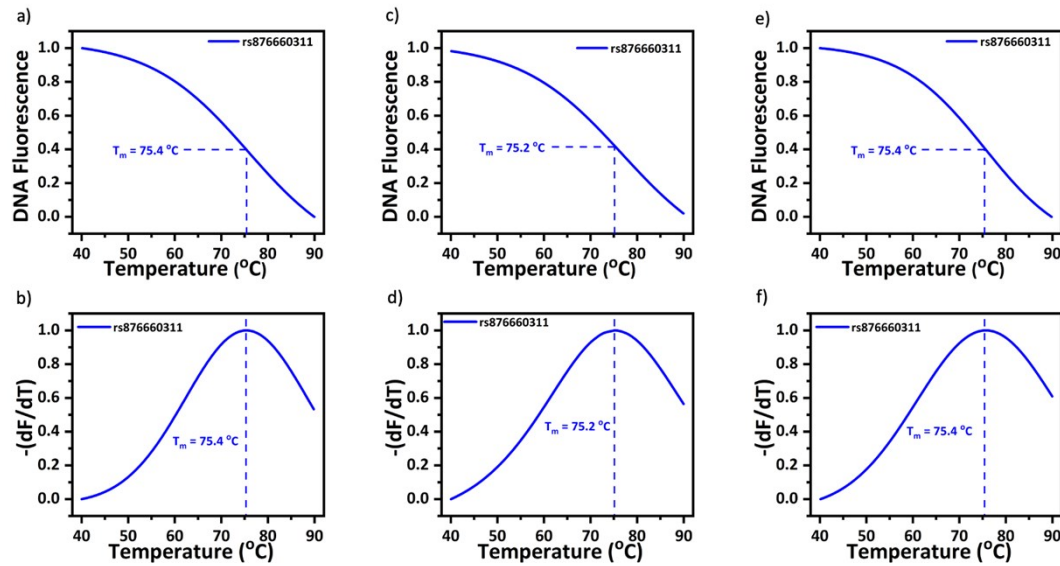 a)
rs876660311
DNA Fluorescence
1.0
0.8
0.6
0.4
0.2
0.0
Tm = 75.4 °C
40 50 60 70 80 90
Temperature (°C)
c)
rs876660311
DNA Fluorescence
1.0
0.8
0.6
0.4
0.2
0.0
Tm = 75.2 °C
40 50 60 70 80 90
Temperature (°C)
e)
rs876660311
DNA Fluorescence
1.0
0.8
0.6
0.4
0.2
0.0
Tm = 75.4 °C
40 50 60 70 80 90
Temperature (°C)
b)
rs876660311
-(dF/dT)
1.0
0.8
0.6
0.4
0.2
0.0
Tm = 75.4 °C
40 50 60 70 80 90
Temperature (°C)
d)
rs876660311
-(dF/dT)
1.0
0.8
0.6
0.4
0.2
0.0
Tm = 75.2 °C
40 50 60 70 80 90
Temperature (°C)
f)
rs876660311
-(dF/dT)
1.0
0.8
0.6
0.4
0.2
0.0
Tm = 75.4 °C
40 50 60 70 80 90
Temperature (°C)